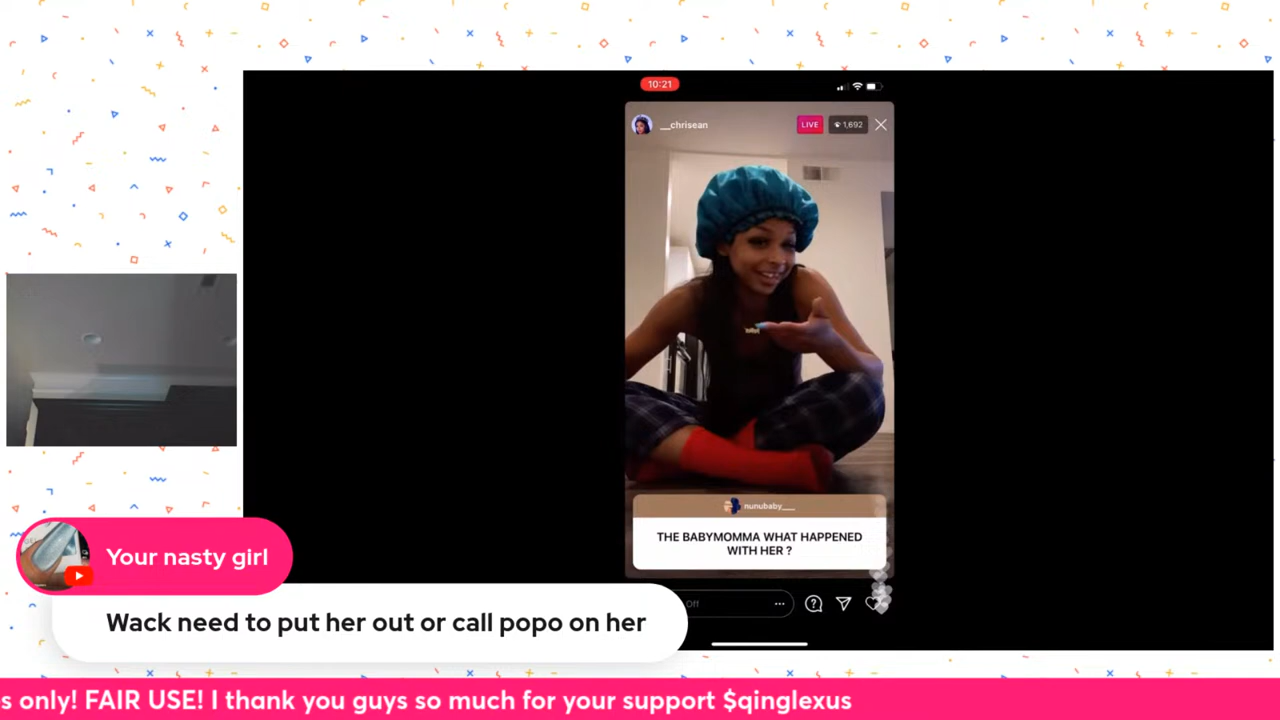 10:21
__chrisean
LIVE
1,692
nunubaby___
THE BABYMOMMA WHAT HAPPENED
WITH HER ?
Off
Your nasty girl
Wack need to put her out or call popo on her
s only! FAIR USE! I thank you guys so much for your support $qinglexus